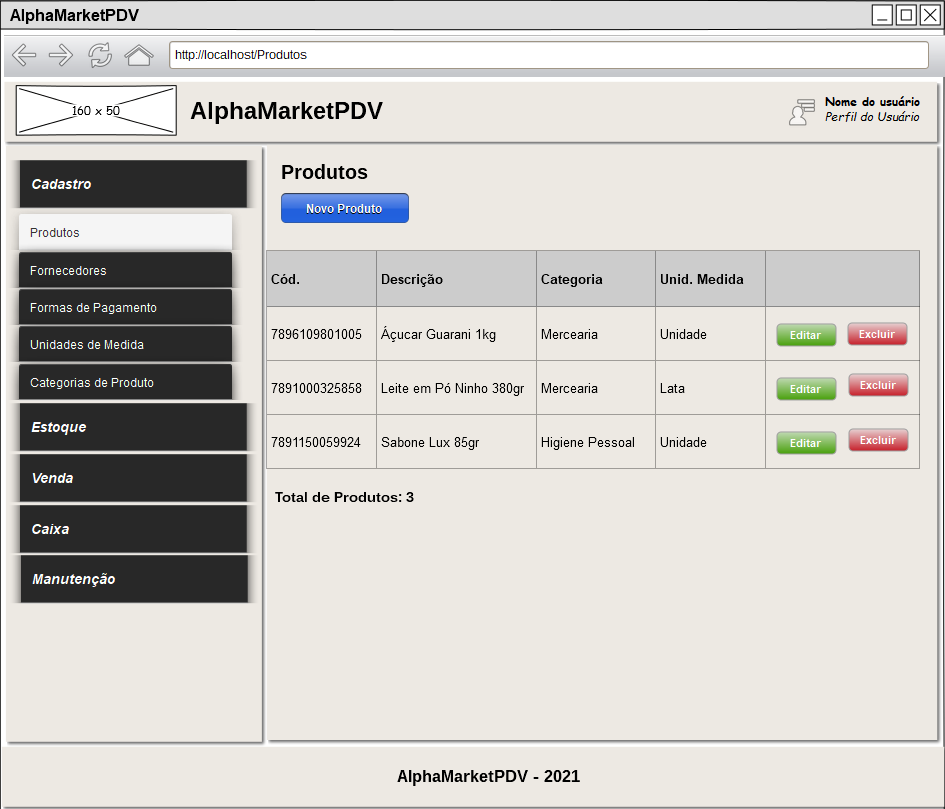 AlphaMarketPDV
http://localhost/Produtos
160 x 50
AlphaMarketPDV
Nome do usuário
Perfil do Usuário
Cadastro
Produtos
Fornecedores
Formas de Pagamento
Unidades de Medida
Categorias de Produto
Estoque
Venda
Caixa
Manutenção
Produtos
Novo Produto
Cód. Descrição Categoria Unid. Medida
7896109801005 Áçucar Guarani 1kg Mercearia Unidade Editar Excluir
7891000325858 Leite em Pó Ninho 380gr Mercearia Lata Editar Excluir
7891150059924 Sabone Lux 85gr Higiene Pessoal Unidade Editar Excluir
Total de Produtos: 3
AlphaMarketPDV - 2021